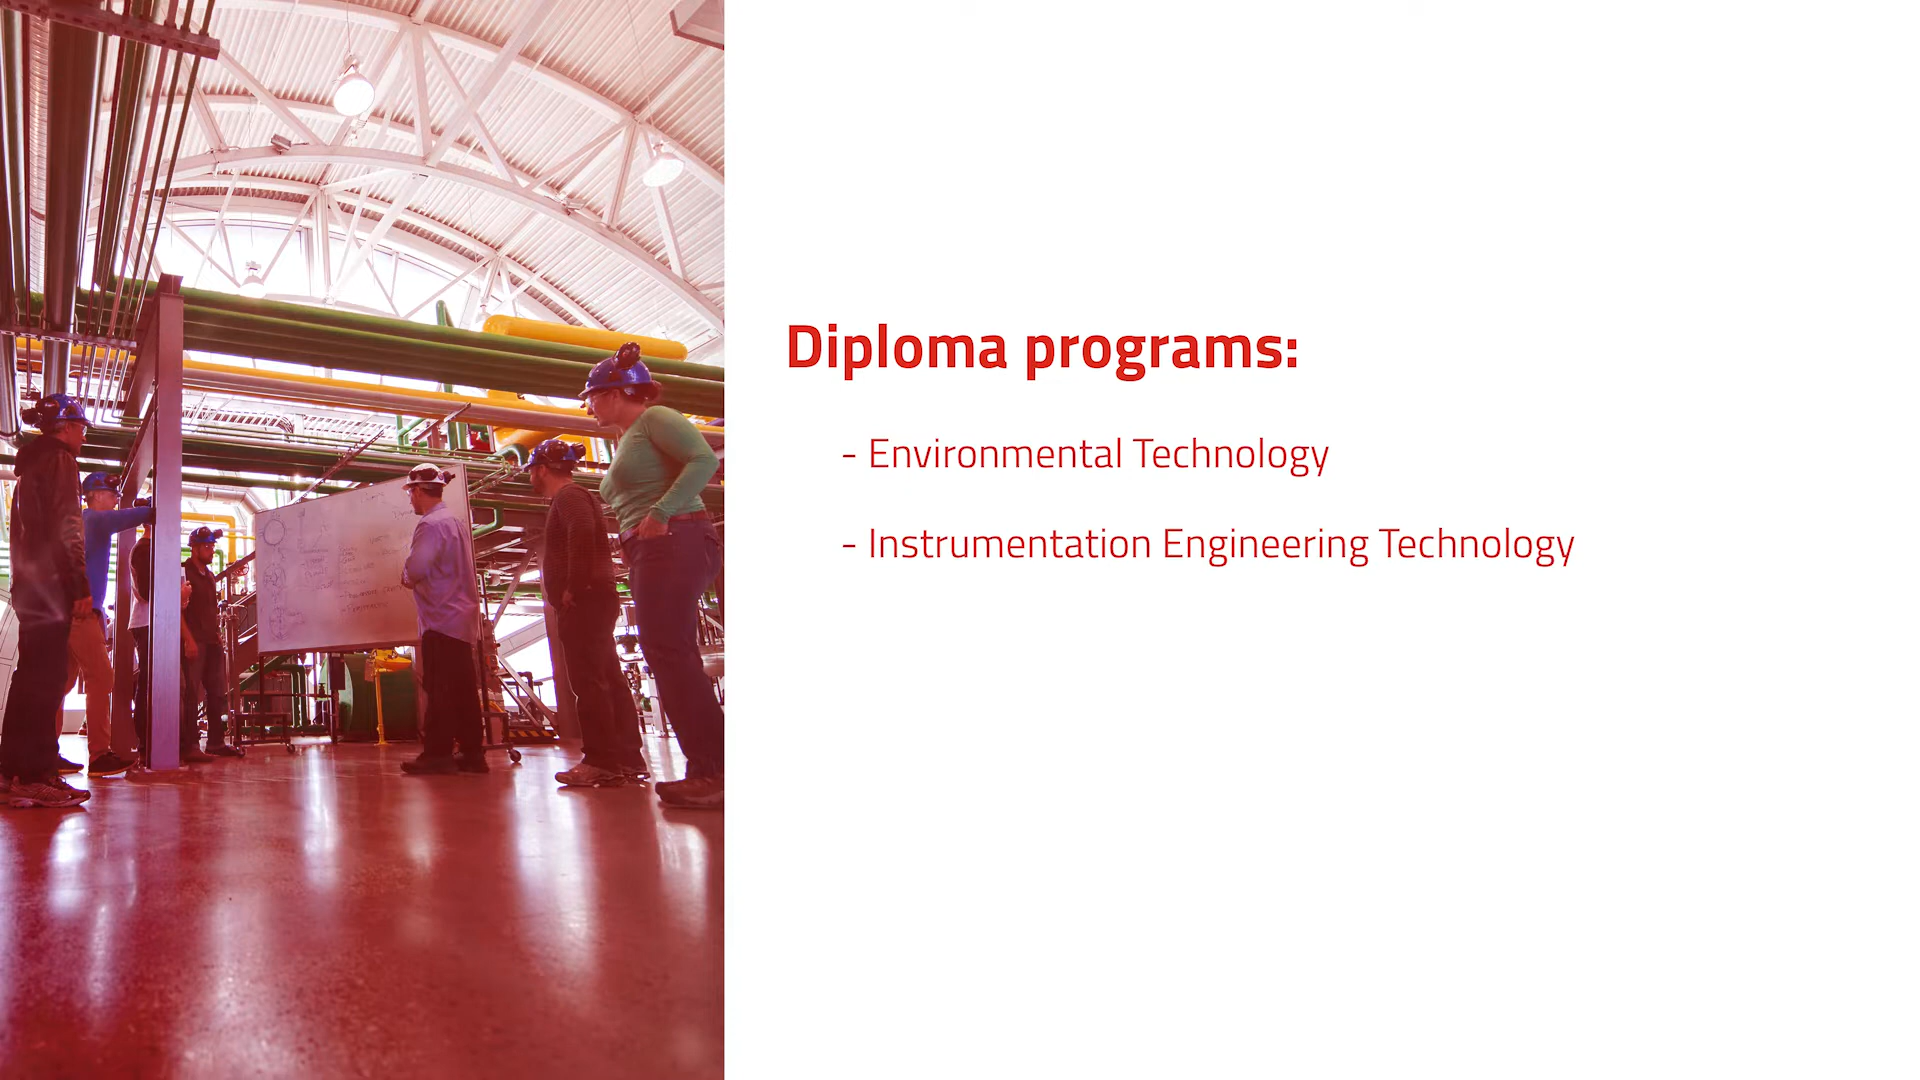 Diploma programs:
- Environmental Technology
- Instrumentation Engineering Technology